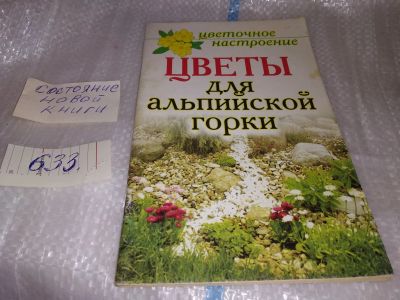 цветочное
настроение
ЦВЕТЫ
для
альпийской
горки
Состояние
новой
книги
633